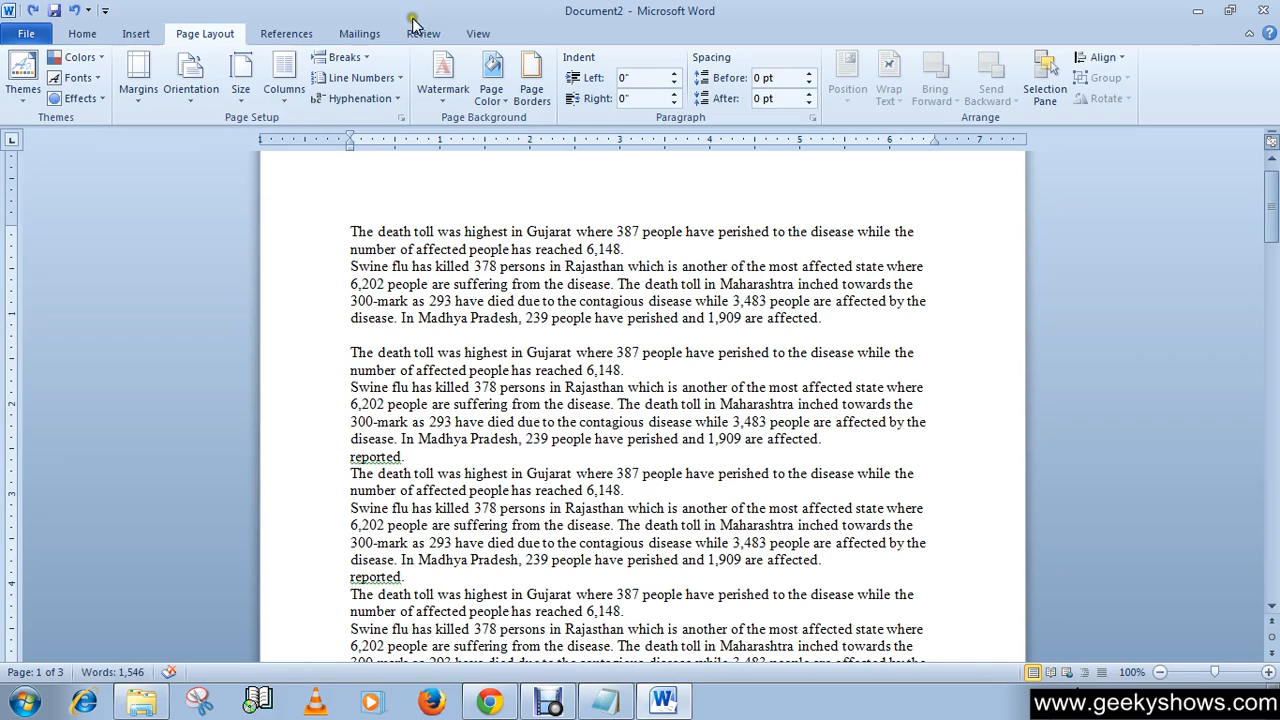 Document2 - Microsoft Word
File Home Insert Page Layout References Mailings Review View
Themes Colors Fonts Effects
Margins Orientation Size Columns Breaks Line Numbers Hyphenation
Watermark Page Color Page Borders
Indent Left: 0" Right: 0"
Spacing Before: 0 pt After: 0 pt
Position Wrap Text Bring Forward Send Backward Selection Pane Align Group Rotate
Themes Page Setup Page Background Paragraph Arrange
1 1 2 3 4 5 6 7
The death toll was highest in Gujarat where 387 people have perished to the disease while the
number of affected people has reached 6,148.
Swine flu has killed 378 persons in Rajasthan which is another of the most affected state where
6,202 people are suffering from the disease. The death toll in Maharashtra inched towards the
300-mark as 293 have died due to the contagious disease while 3,483 people are affected by the
disease. In Madhya Pradesh, 239 people have perished and 1,909 are affected.
The death toll was highest in Gujarat where 387 people have perished to the disease while the
number of affected people has reached 6,148.
Swine flu has killed 378 persons in Rajasthan which is another of the most affected state where
6,202 people are suffering from the disease. The death toll in Maharashtra inched towards the
300-mark as 293 have died due to the contagious disease while 3,483 people are affected by the
disease. In Madhya Pradesh, 239 people have perished and 1,909 are affected.
reported.
The death toll was highest in Gujarat where 387 people have perished to the disease while the
number of affected people has reached 6,148.
Swine flu has killed 378 persons in Rajasthan which is another of the most affected state where
6,202 people are suffering from the disease. The death toll in Maharashtra inched towards the
300-mark as 293 have died due to the contagious disease while 3,483 people are affected by the
disease. In Madhya Pradesh, 239 people have perished and 1,909 are affected.
reported.
The death toll was highest in Gujarat where 387 people have perished to the disease while the
number of affected people has reached 6,148.
Swine flu has killed 378 persons in Rajasthan which is another of the most affected state where
6,202 people are suffering from the disease. The death toll in Maharashtra inched towards the
Page: 1 of 3 Words: 1,546 100%
www.geekyshows.com